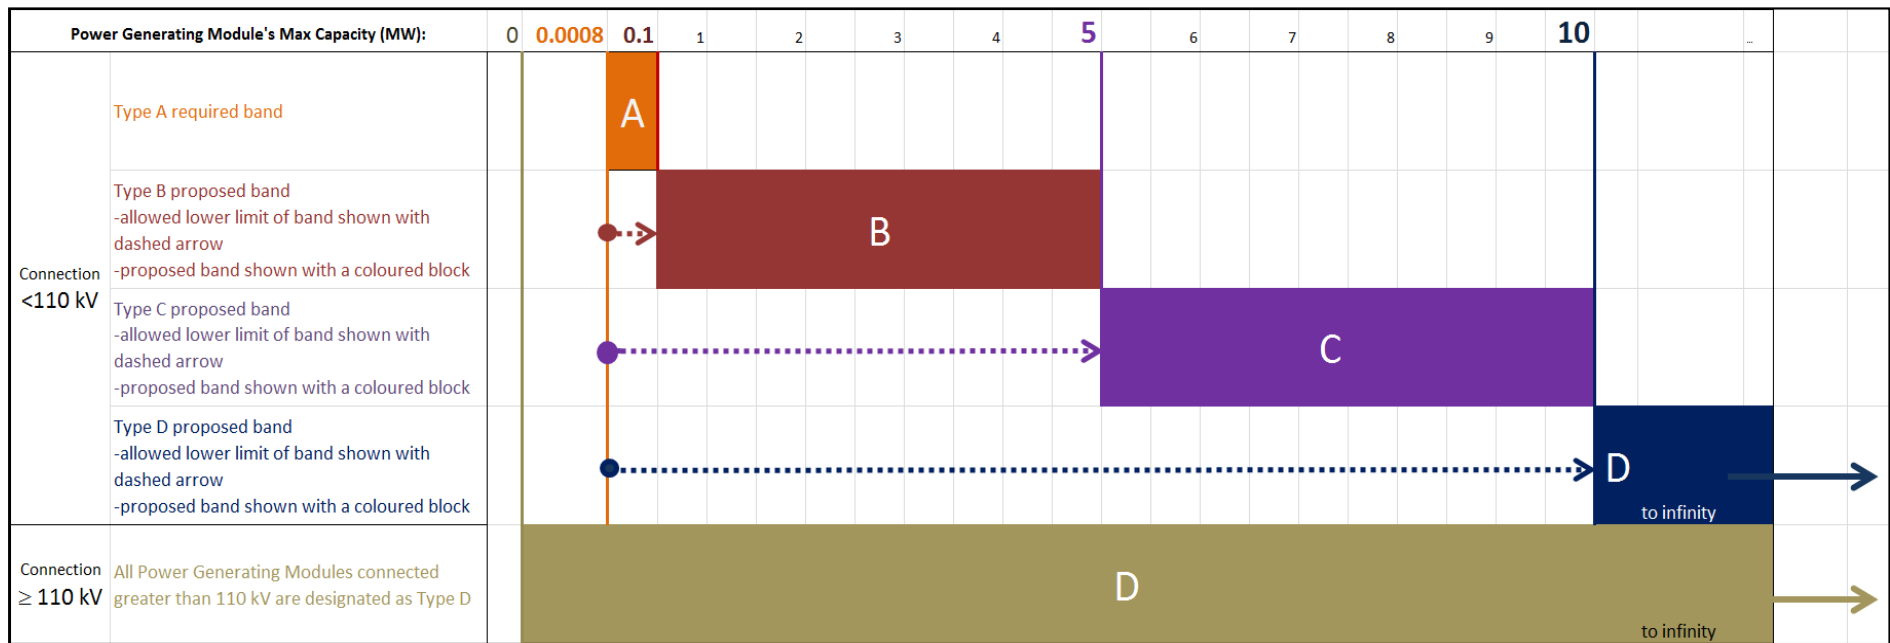 Power Generating Module's Max Capacity (MW): 0 0.0008 0.1 1 2 3 4 5 6 7 8 9 10 ...
Type A required band
A
Type B proposed band
-allowed lower limit of band shown with
dashed arrow
-proposed band shown with a coloured block
B
Connection
<110 kV
Type C proposed band
-allowed lower limit of band shown with
dashed arrow
-proposed band shown with a coloured block
C
Type D proposed band
-allowed lower limit of band shown with
dashed arrow
-proposed band shown with a coloured block
D
to infinity
Connection
≥ 110 kV
All Power Generating Modules connected
greater than 110 kV are designated as Type D
D
to infinity